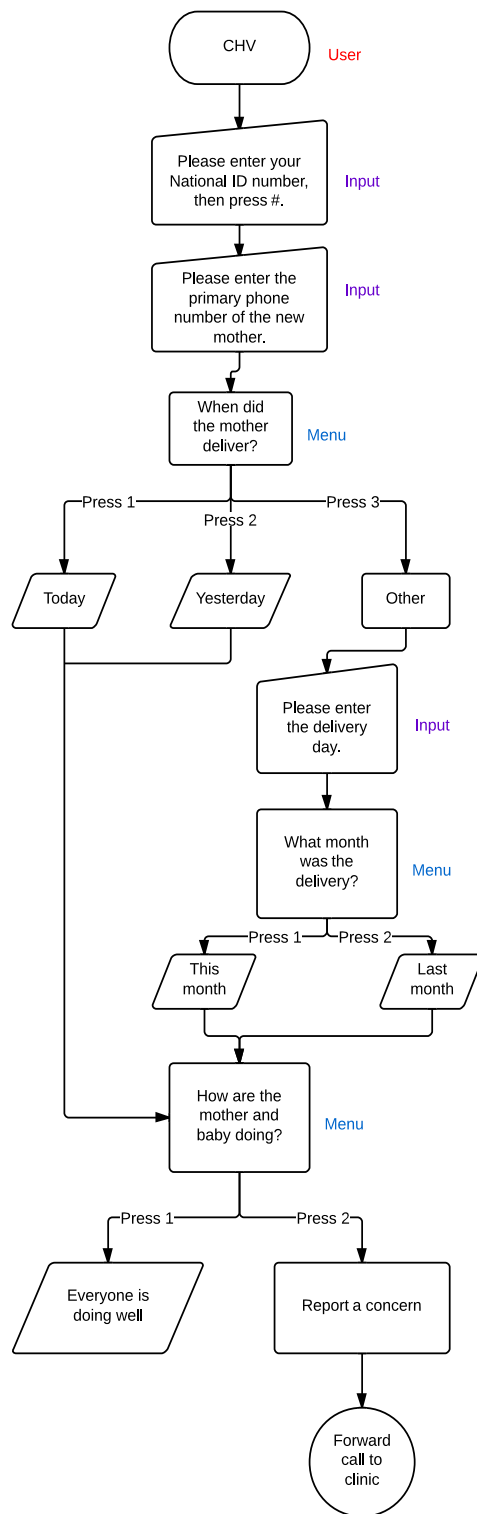 CHV
User
Please enter your
National ID number,
then press #.
Input
Please enter the
primary phone
number of the new
mother.
Input
When did
the mother
deliver?
Menu
Press 1
Press 2
Press 3
Today
Yesterday
Other
Please enter
the delivery
day.
Input
What month
was the
delivery?
Menu
Press 1
Press 2
This
month
Last
month
How are the
mother and
baby doing?
Menu
Press 1
Press 2
Everyone is
doing well
Report a concern
Forward
call to
clinic